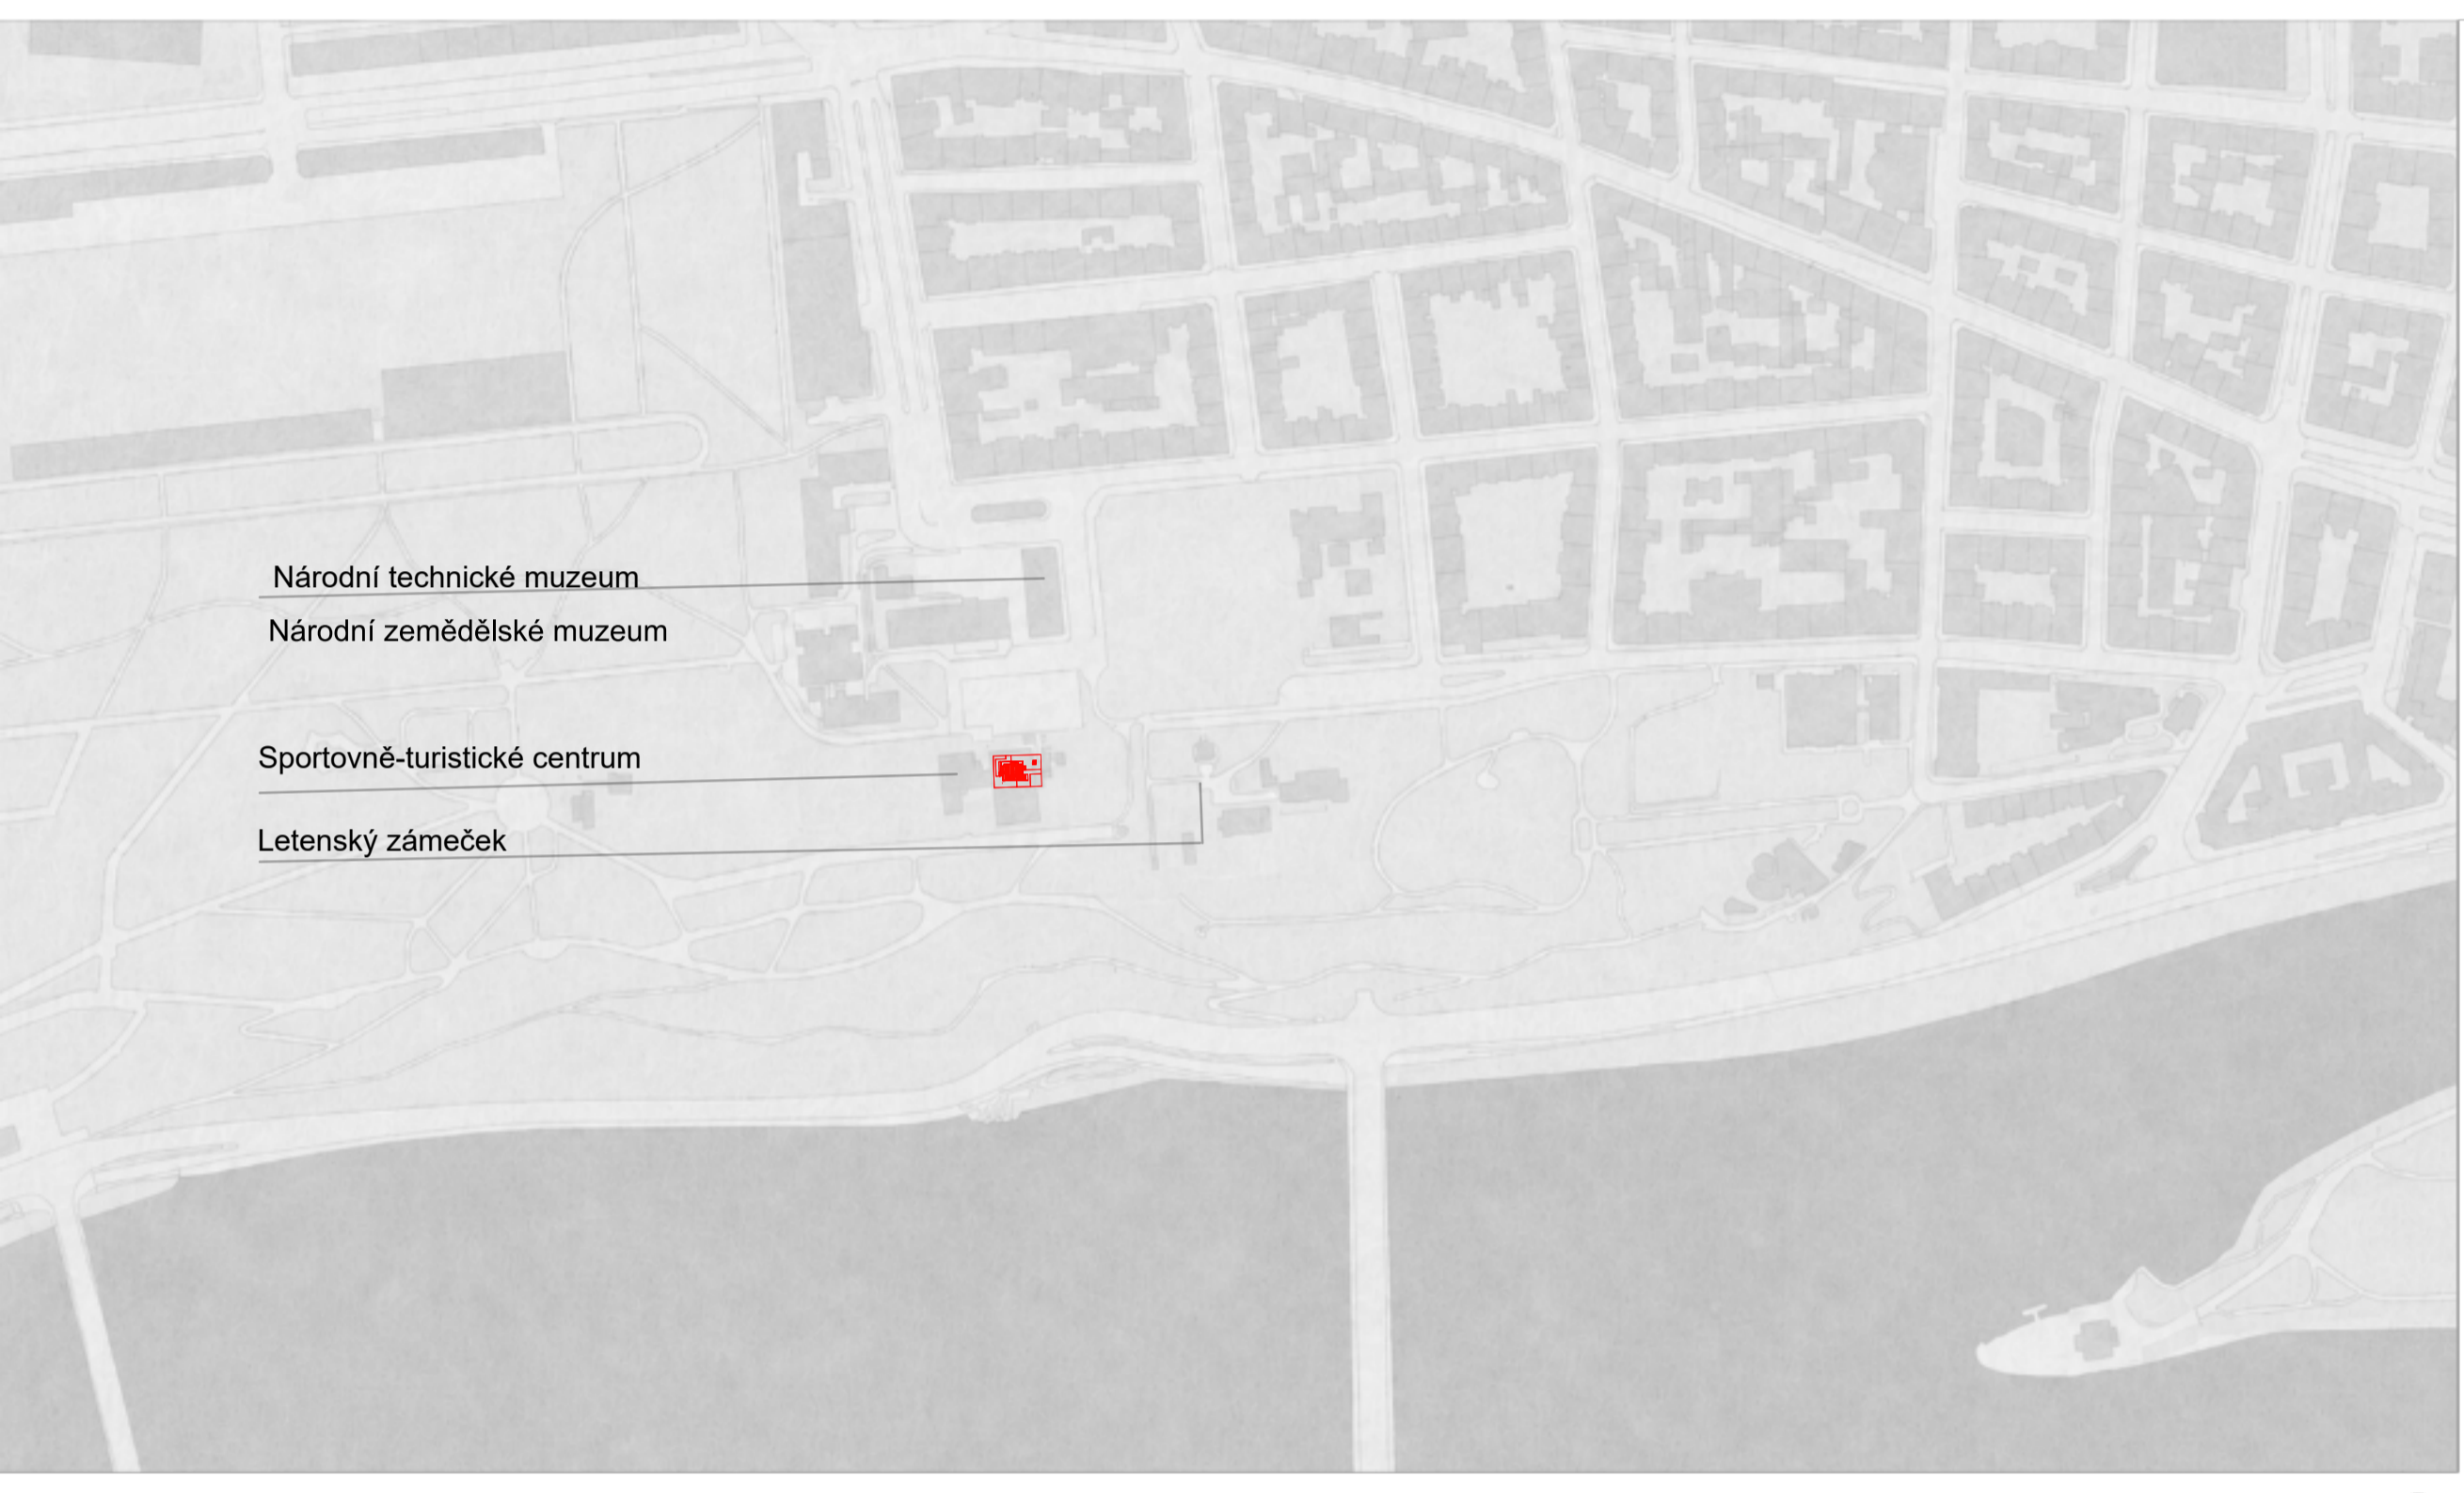 Národní technické muzeum
Národní zemědělské muzeum
Sportovně-turistické centrum
Letenský zámeček